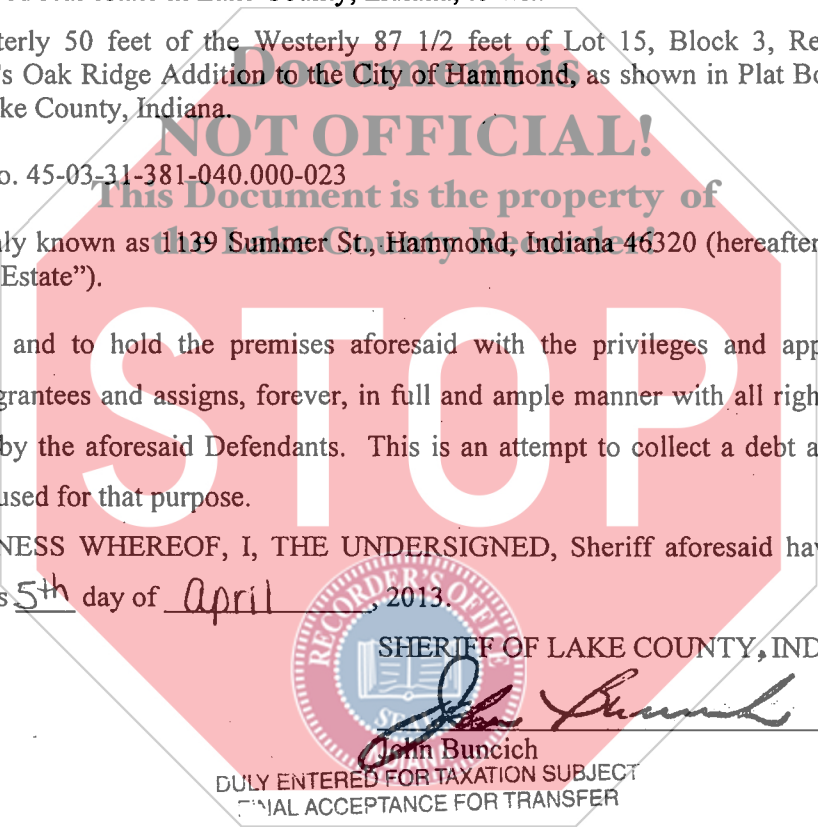 terly 50 feet of the Westerly 87 1/2 feet of Lot 15, Block 3, Re
's Oak Ridge Addition to the City of Hammond, as shown in Plat Bo
ke County, Indiana.
Document is
NOT OFFICIAL!
This Document is the property of
the Lake County Recorder!
o. 45-03-31-381-040.000-023
ly known as 1139 Summer St., Hammond, Indiana 46320 (hereafter
Estate”).
STOP
and to hold the premises aforesaid with the privileges and app
grantees and assigns, forever, in full and ample manner with all righ
by the aforesaid Defendants. This is an attempt to collect a debt a
used for that purpose.
NESS WHEREOF, I, THE UNDERSIGNED, Sheriff aforesaid hav
s 5th day of April, 2013.
RECORDER'S OFFICE
INDIANA
SHERIFF OF LAKE COUNTY, IND
John Buncich
John Buncich
DULY ENTERED FOR TAXATION SUBJECT
FINAL ACCEPTANCE FOR TRANSFER